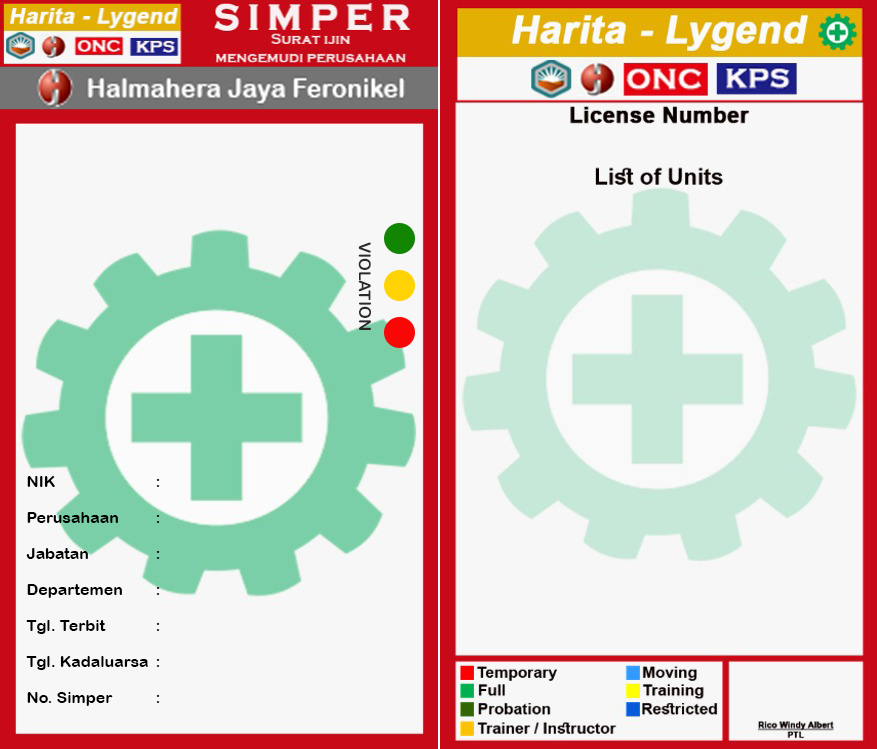 Harita - Lygend
ONC KPS
SIMPER
SURAT IJIN
MENGEMUDI PERUSAHAAN
Halmahera Jaya Feronikel
VIOLATION
NIK :
Perusahaan :
Jabatan :
Departemen :
Tgl. Terbit :
Tgl. Kadaluarsa :
No. Simper :
Harita - Lygend
ONC KPS
License Number
List of Units
Temporary
Full
Probation
Trainer / Instructor
Moving
Training
Restricted
Rico Windy Albert
PTL